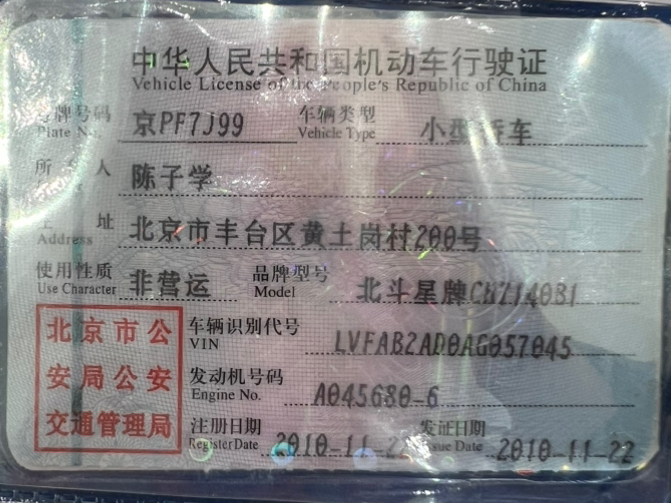 中华人民共和国机动车行驶证
Vehicle License of the People's Republic of China
号牌号码 京PF7J99 车辆类型 小型轿车
Plate No. Vehicle Type
所 人 陈子学
住 址 北京市丰台区黄土岗村200号
Address
使用性质 非营运 品牌型号 北斗星牌CH7140B1
Use Character Model
北京市公安局公安交通管理局
车辆识别代号 LVFAB2AD0AG057045
VIN
发动机号码 A045680-6
Engine No.
注册日期 2010-11-22 发证日期 2010-11-22
Register Date Issue Date